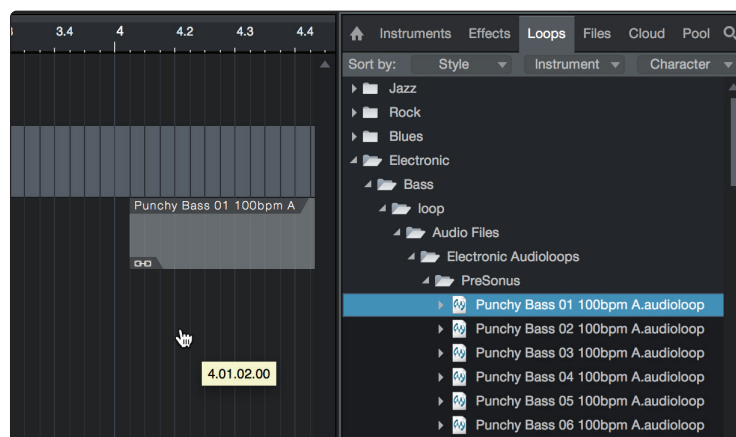 3.4 4 4.2 4.3 4.4
Punchy Bass 01 100bpm A
4.01.02.00
Instruments Effects Loops Files Cloud Pool
Sort by: Style Instrument Character
Jazz
Rock
Blues
Electronic
Bass
loop
Audio Files
Electronic Audioloops
PreSonus
Punchy Bass 01 100bpm A.audioloop
Punchy Bass 02 100bpm A.audioloop
Punchy Bass 03 100bpm A.audioloop
Punchy Bass 04 100bpm A.audioloop
Punchy Bass 05 100bpm A.audioloop
Punchy Bass 06 100bpm A.audioloop